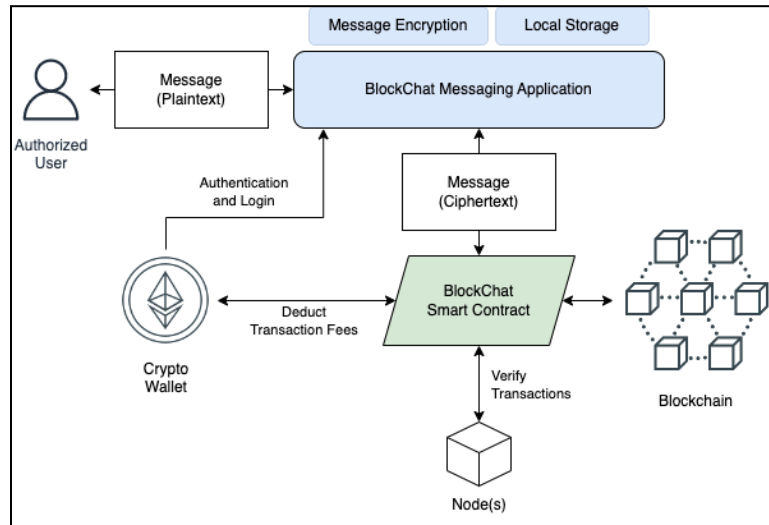 Message Encryption
Local Storage
Message
(Plaintext)
BlockChat Messaging Application
Authorized
User
Authentication
and Login
Message
(Ciphertext)
BlockChat
Smart Contract
Deduct
Transaction Fees
Crypto
Wallet
Verify
Transactions
Blockchain
Node(s)